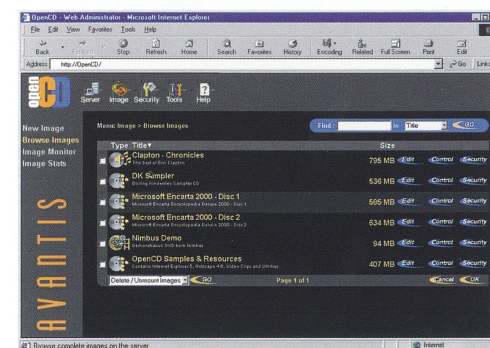 OpenCD - Web Administrator - Microsoft Internet Explorer
File Edit View Favorites Tools Help
Back Forward Stop Refresh Home Search Favorites History Encoding Related Full Screen Print Edit
Address http://OpenCD/ Go Links
open CD
Server Image Security Tools Help
New Image
Browse Images
Image Monitor
Image Stats
AVANTIS
Menu: Image > Browse Images
Find : in Title GO
Type Title Size
Clapton - Chronicles
The best of Eric Clapton
795 MB Edit Control Security
DK Sampler
Dorling Kindersley Sampler CD
536 MB Edit Control Security
Microsoft Encarta 2000 - Disc 1
Microsoft Encarta Encyclopedia Deluxe 2000 - Disc 1
585 MB Edit Control Security
Microsoft Encarta 2000 - Disc 2
Microsoft Encarta Encyclopedia Deluxe 2000 - Disc 2
634 MB Edit Control Security
Nimbus Demo
Demonstration DVD from Nimbus
94 MB Edit Control Security
OpenCD Samples & Resources
Contains Internet Explorer 5, Netscape 4.6, Video Clips and Utilities
407 MB Edit Control Security
Delete / Unmount Images GO Page 1 of 1 Cancel OK
Browse complete images on the server Internet